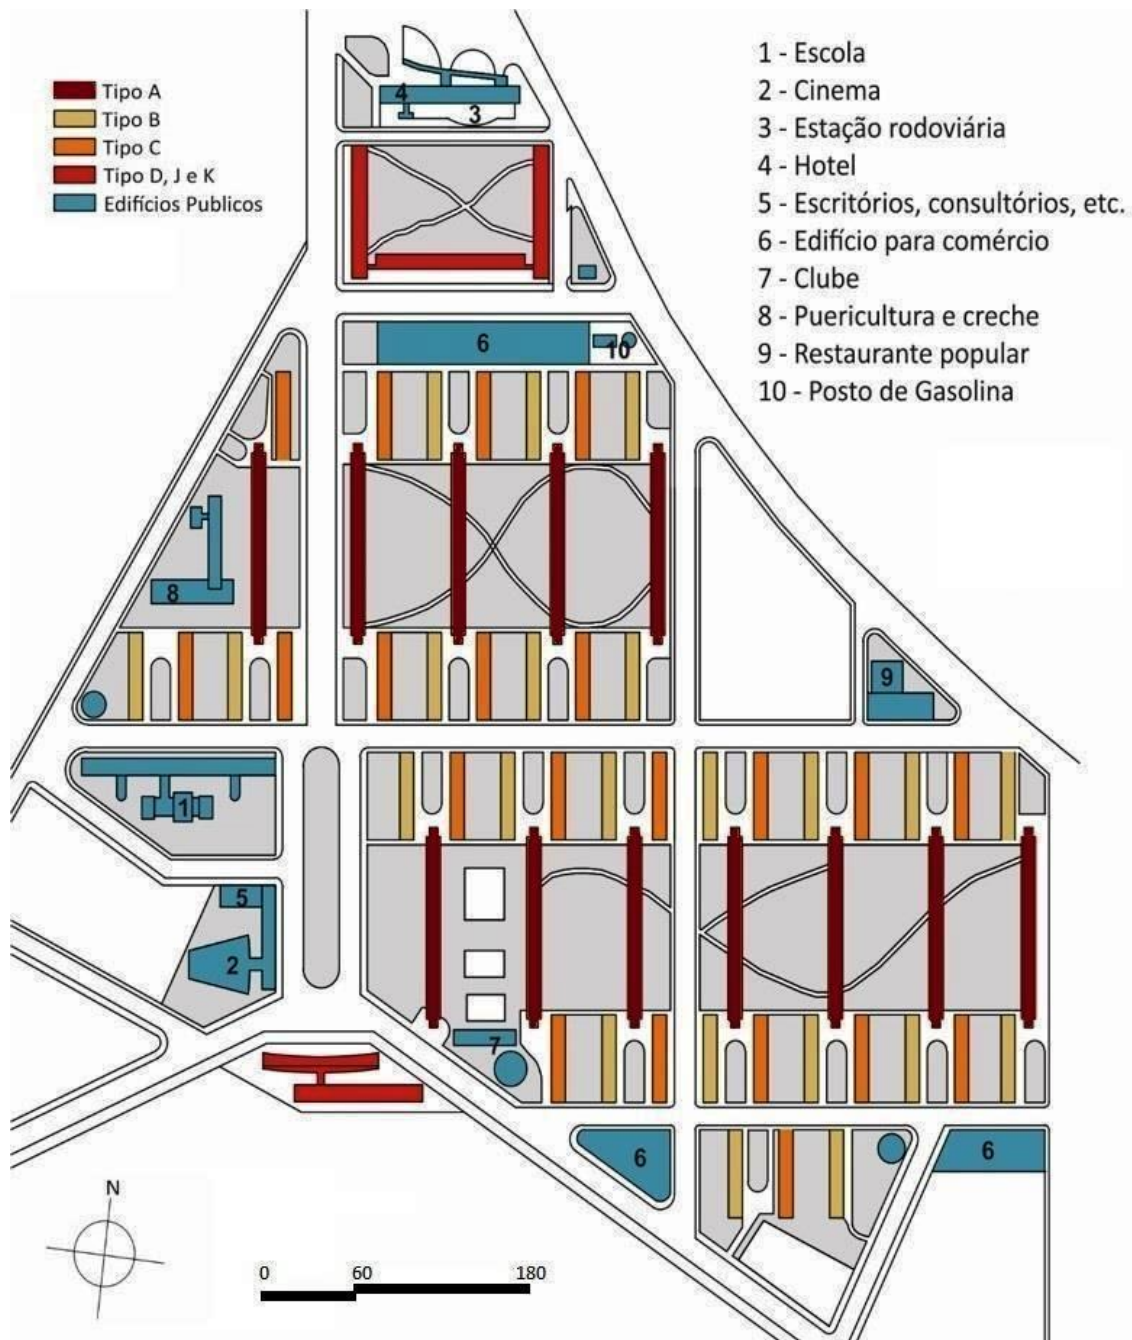 Tipo A
Tipo B
Tipo C
Tipo D, J e K
Edifícios Publicos
1 - Escola
2 - Cinema
3 - Estação rodoviária
4 - Hotel
5 - Escritórios, consultórios, etc.
6 - Edifício para comércio
7 - Clube
8 - Puericultura e creche
9 - Restaurante popular
10 - Posto de Gasolina
4
3
6
10
8
9
1
5
2
7
6
6
N
0 60 180